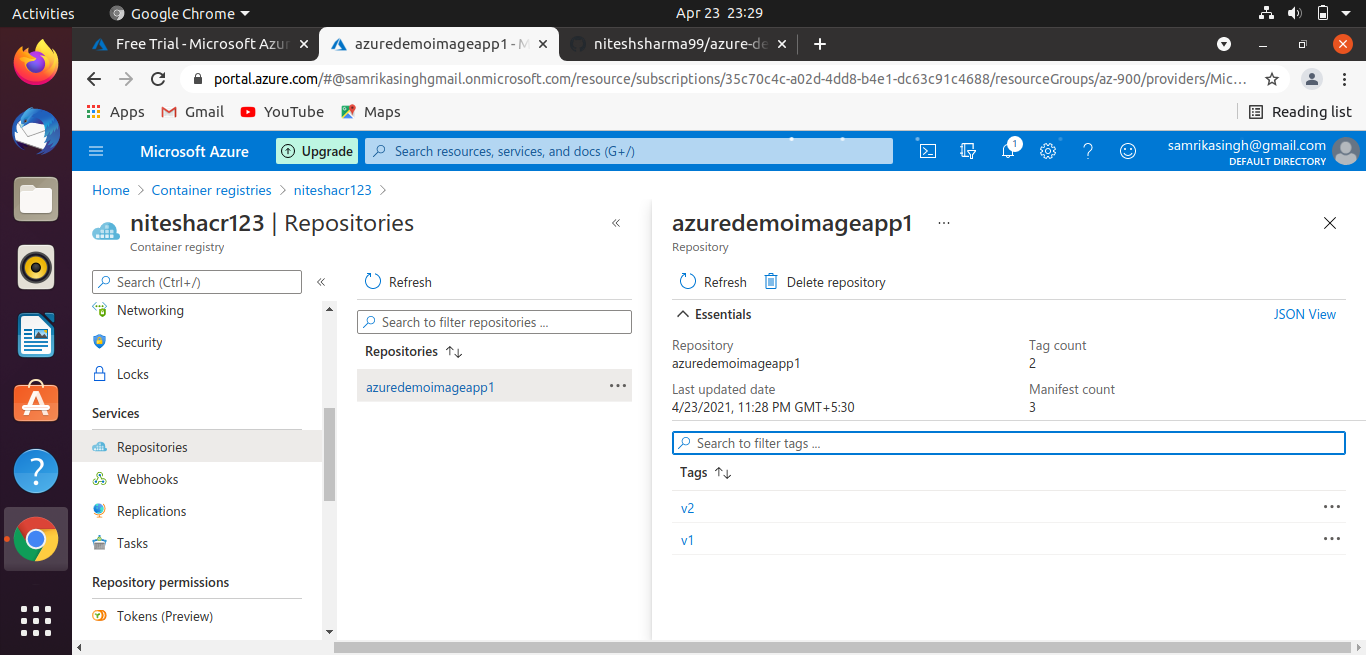 Activities
Google Chrome
Apr 23 23:29
Free Trial - Microsoft Azur
azuredemoimageapp1 - M
niteshsharma99/azure-de
portal.azure.com/#@samrikasinghgmail.onmicrosoft.com/resource/subscriptions/35c70c4c-a02d-4dd8-b4e1-dc63c91c4688/resourceGroups/az-900/providers/Mic...
Apps
Gmail
YouTube
Maps
Reading list
Microsoft Azure
Upgrade
Search resources, services, and docs (G+/)
1
samrikasingh@gmail.com
DEFAULT DIRECTORY
Home > Container registries > niteshacr123 >
niteshacr123 | Repositories
Container registry
Search (Ctrl+/)
Networking
Security
Locks
Services
Repositories
Webhooks
Replications
Tasks
Repository permissions
Tokens (Preview)
Refresh
Search to filter repositories ...
Repositories
azuredemoimageapp1
azuredemoimageapp1
Repository
Refresh
Delete repository
Essentials
JSON View
Repository
azuredemoimageapp1
Tag count
2
Last updated date
4/23/2021, 11:28 PM GMT+5:30
Manifest count
3
Search to filter tags ...
Tags
v2
v1